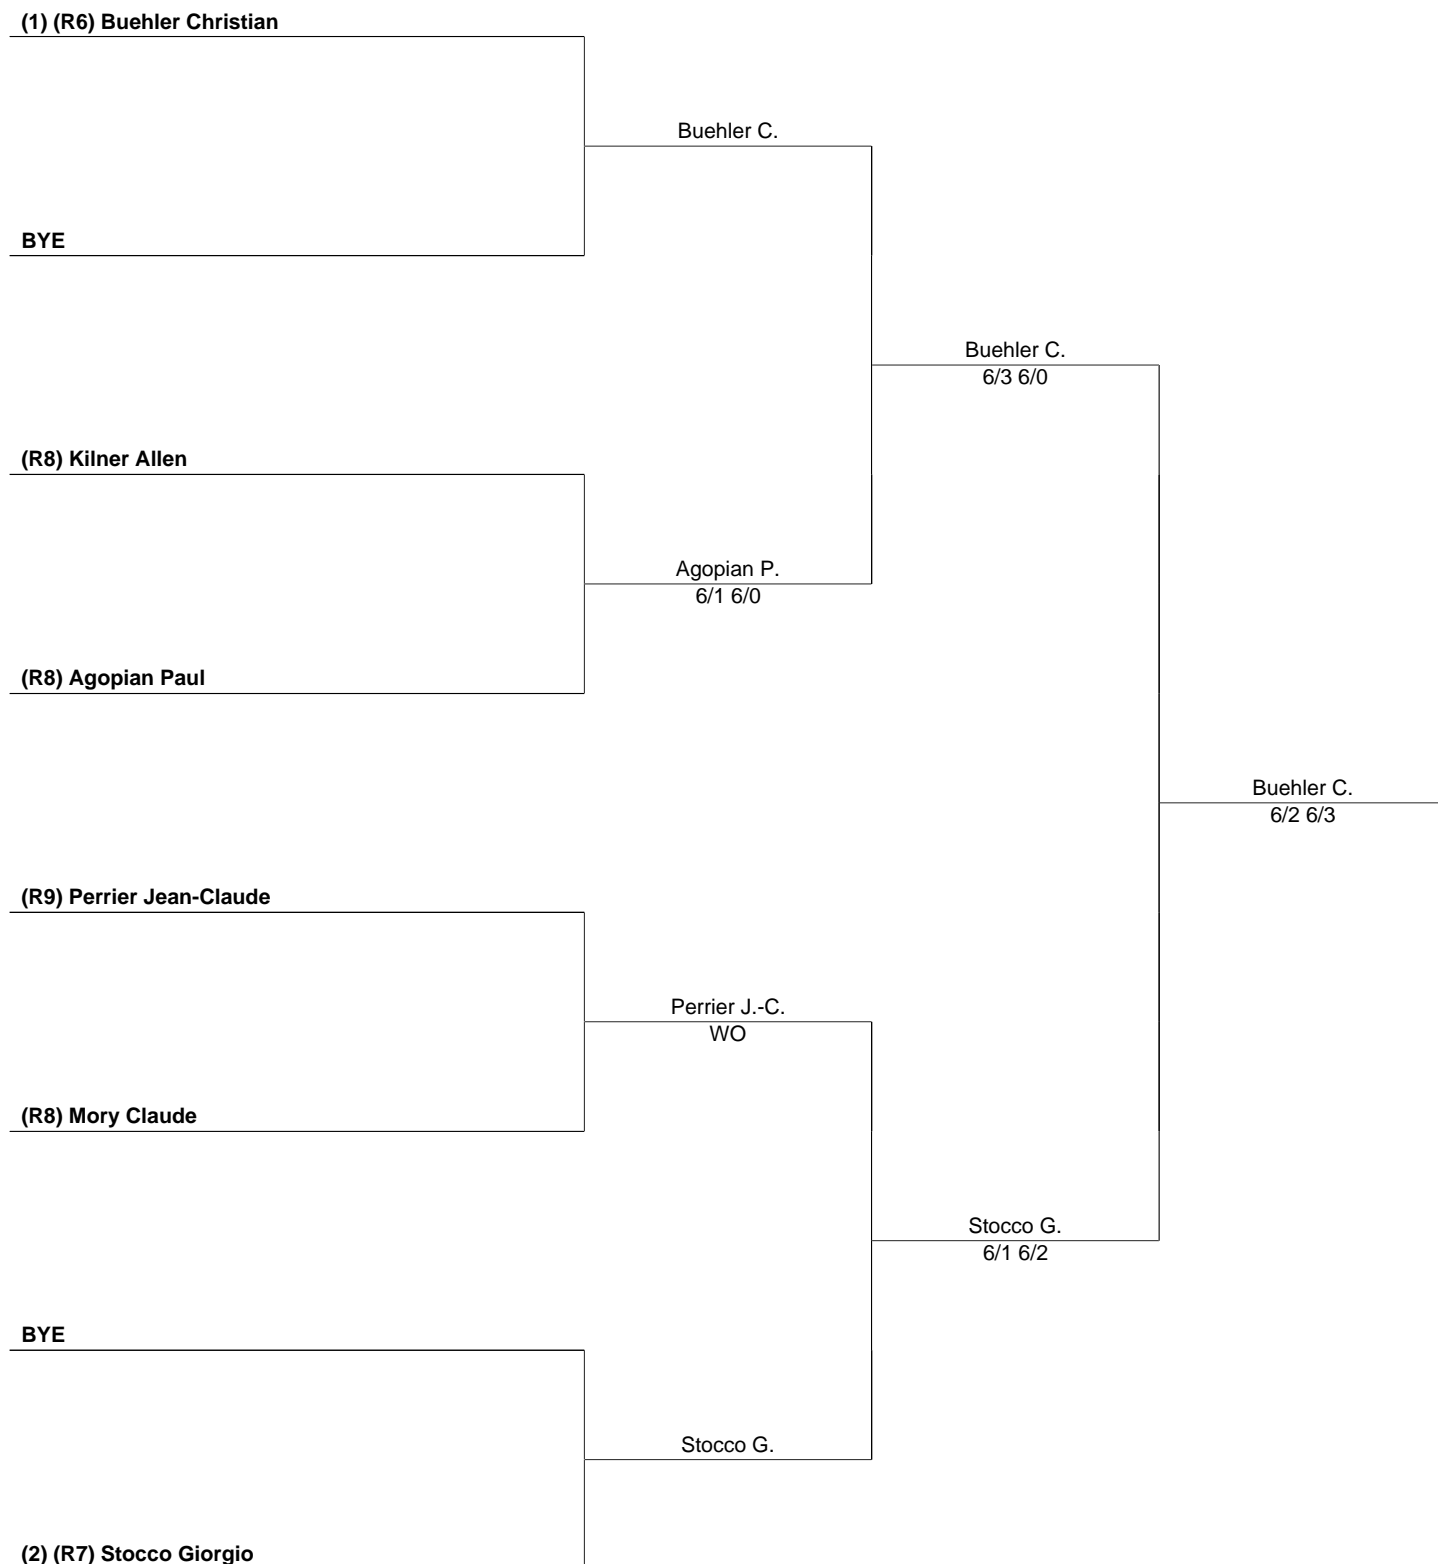 (1) (R6) Buehler Christian
Buehler C.
BYE
Buehler C.
6/3 6/0
(R8) Kilner Allen
Agopian P.
6/1 6/0
(R8) Agopian Paul
Buehler C.
6/2 6/3
(R9) Perrier Jean-Claude
Perrier J.-C.
WO
(R8) Mory Claude
Stocco G.
6/1 6/2
BYE
Stocco G.
(2) (R7) Stocco Giorgio